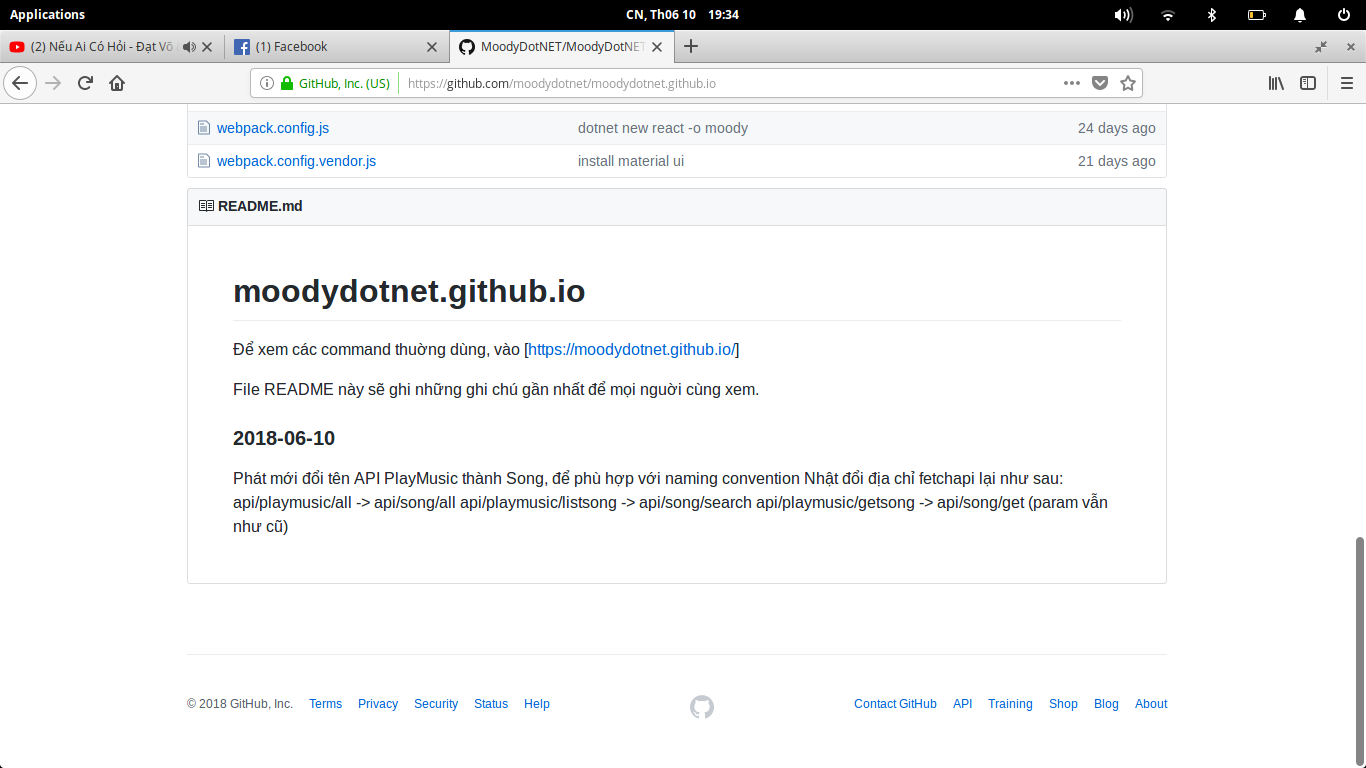 Applications
CN, Th06 10 19:34
(2) Nếu Ai Có Hỏi - Đạt Võ
(1) Facebook
MoodyDotNET/MoodyDotNET
GitHub, Inc. (US)
https://github.com/moodydotnet/moodydotnet.github.io
webpack.config.js dotnet new react -o moody 24 days ago
webpack.config.vendor.js install material ui 21 days ago
README.md
moodydotnet.github.io
Để xem các command thuờng dùng, vào [https://moodydotnet.github.io/]
File README này sẽ ghi những ghi chú gần nhất để mọi nguời cùng xem.
2018-06-10
Phát mới đổi tên API PlayMusic thành Song, để phù hợp với naming convention Nhật đổi địa chỉ fetchapi lại như sau:
api/playmusic/all -> api/song/all api/playmusic/listsong -> api/song/search api/playmusic/getsong -> api/song/get (param vẫn
như cũ)
© 2018 GitHub, Inc. Terms Privacy Security Status Help Contact GitHub API Training Shop Blog About